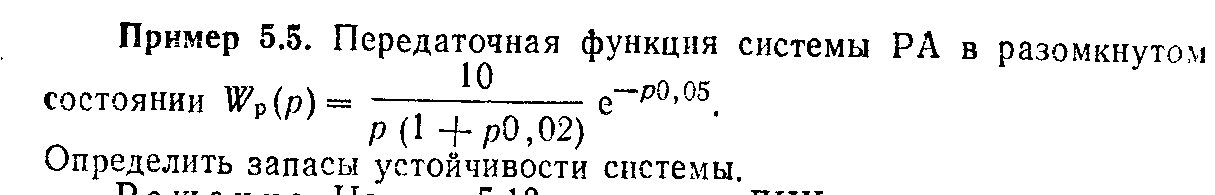 Пример 5.5. Передаточная функция системы РА в разомкнутом
состоянии Wр(p) = 10 / p (1 + p0,02) e^−p0,05.
Определить запасы устойчивости системы.